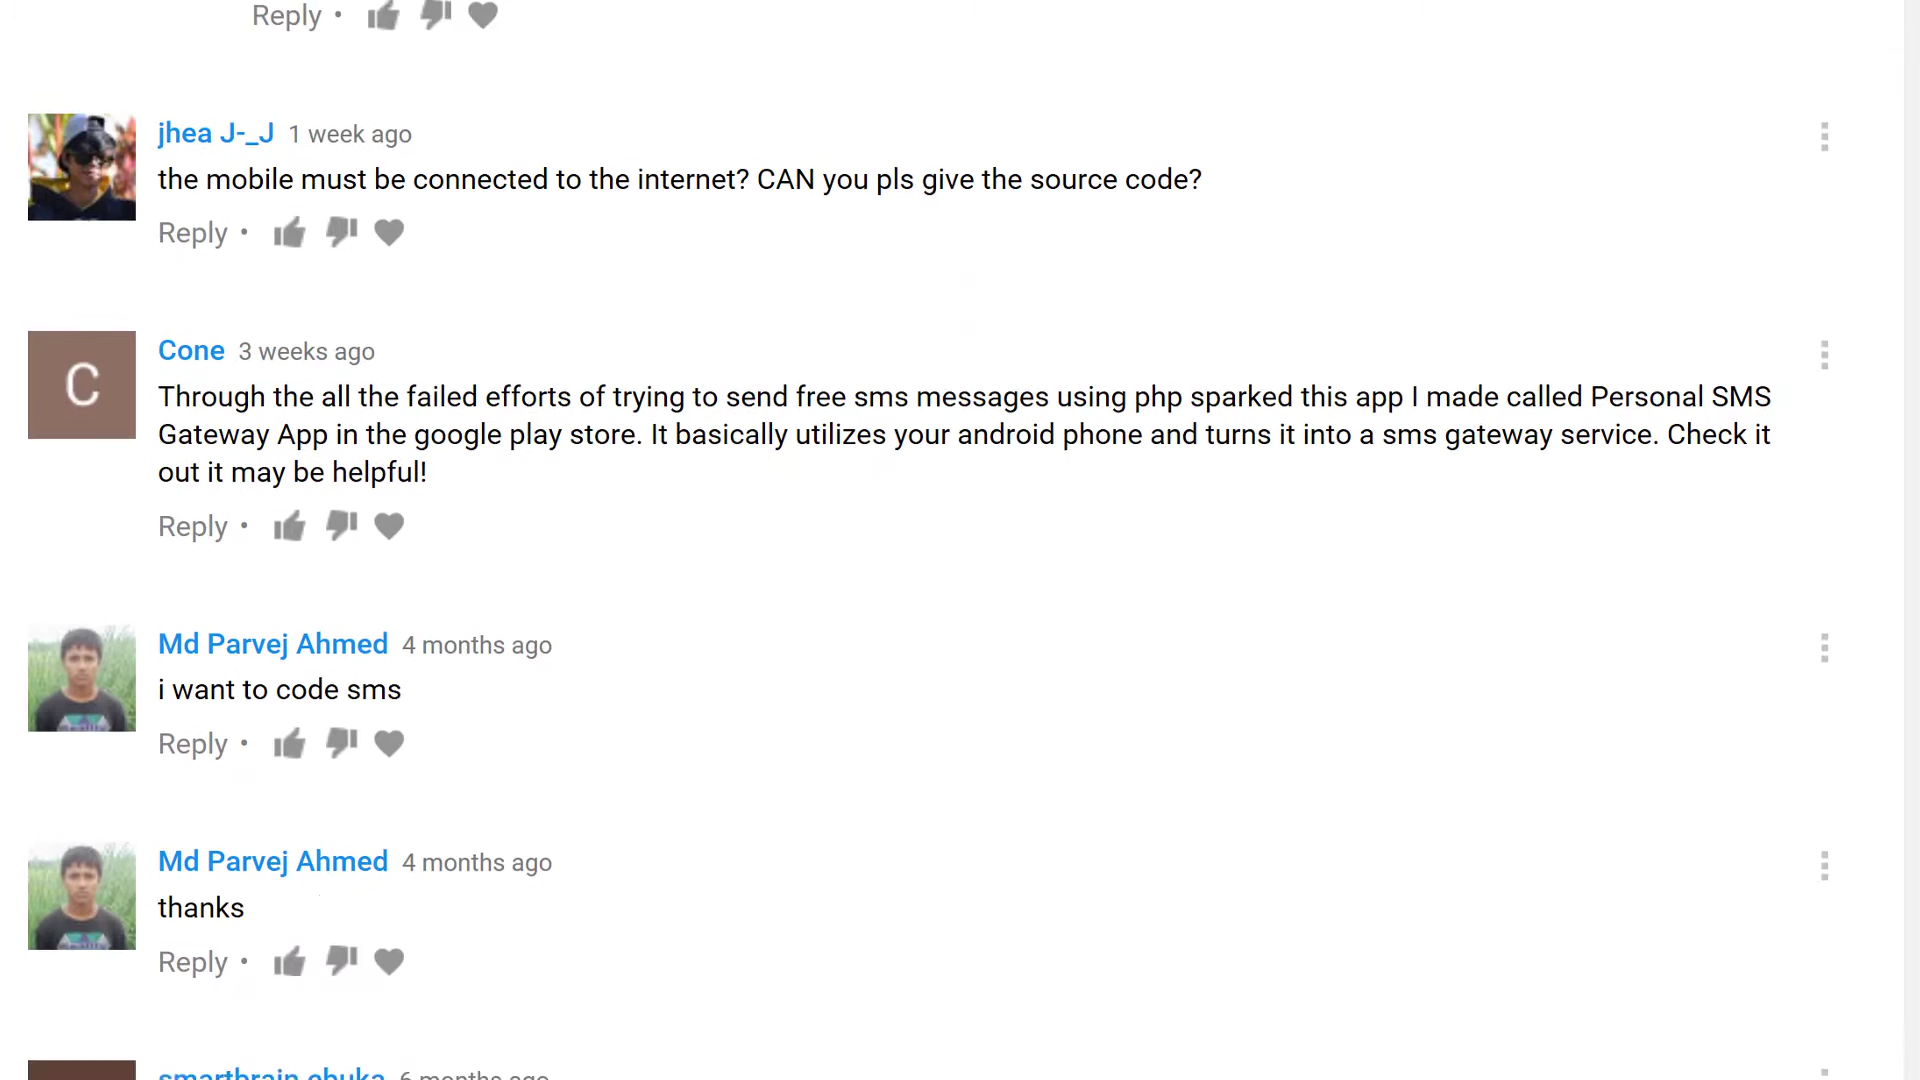 Reply •
jhea J-_J 1 week ago
the mobile must be connected to the internet? CAN you pls give the source code?
Reply •
C
Cone 3 weeks ago
Through the all the failed efforts of trying to send free sms messages using php sparked this app I made called Personal SMS
Gateway App in the google play store. It basically utilizes your android phone and turns it into a sms gateway service. Check it
out it may be helpful!
Reply •
Md Parvej Ahmed 4 months ago
i want to code sms
Reply •
Md Parvej Ahmed 4 months ago
thanks
Reply •
smartbrain ebuka 6 months ago